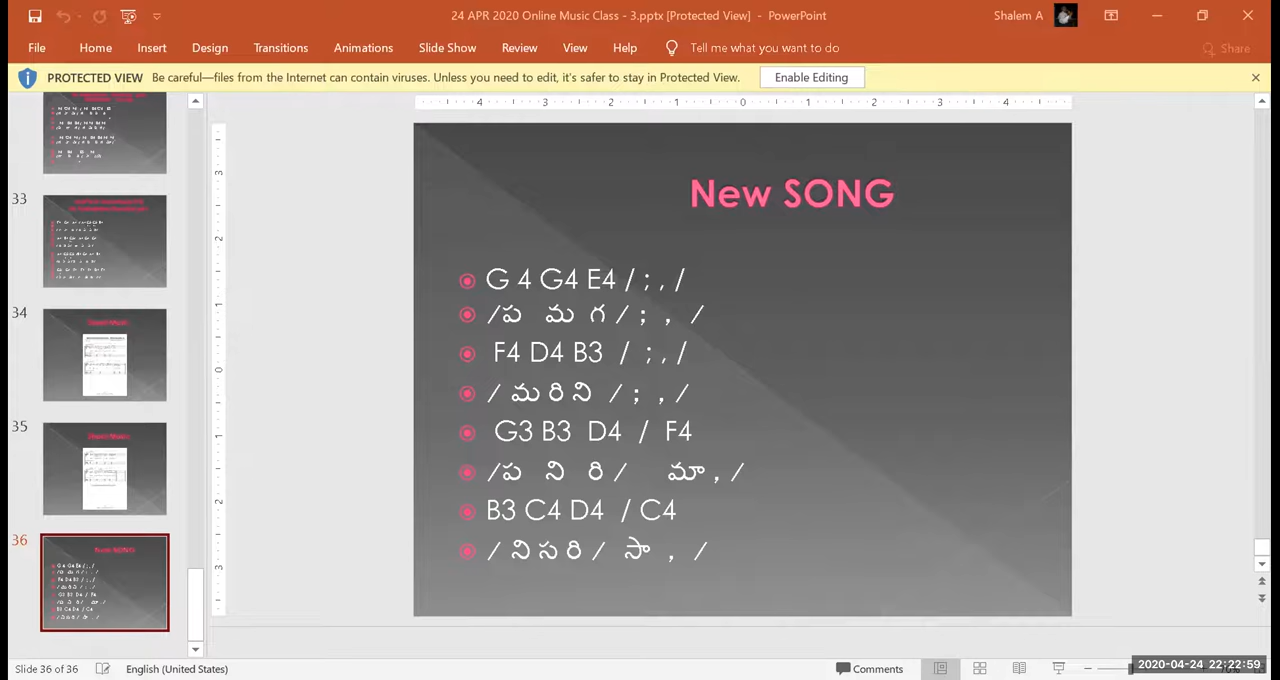 24 APR 2020 Online Music Class - 3.pptx [Protected View] - PowerPoint
Shalem A
File Home Insert Design Transitions Animations Slide Show Review View Help Tell me what you want to do Share
PROTECTED VIEW Be careful—files from the Internet can contain viruses. Unless you need to edit, it's safer to stay in Protected View. Enable Editing
33
34
35
36
New SONG
G 4 G4 E4 / ; , /
/ప మ గ / ; , /
F4 D4 B3 / ; , /
/ మ రి ని / ; , /
G3 B3 D4 / F4
/ప ని రి / మా , /
B3 C4 D4 / C4
/ ని స రి / సా , /
Slide 36 of 36 English (United States) Comments
2020-04-24 22:22:59